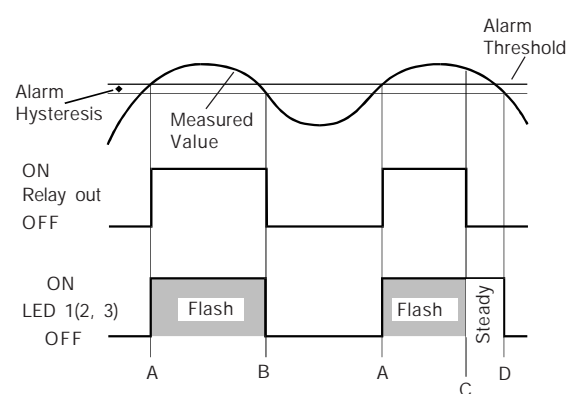 Alarm
Threshold
Alarm
Hysteresis
Measured
Value
ON
Relay out
OFF
ON
LED 1(2, 3)
OFF
Flash
Flash
Steady
A
B
A
C
D